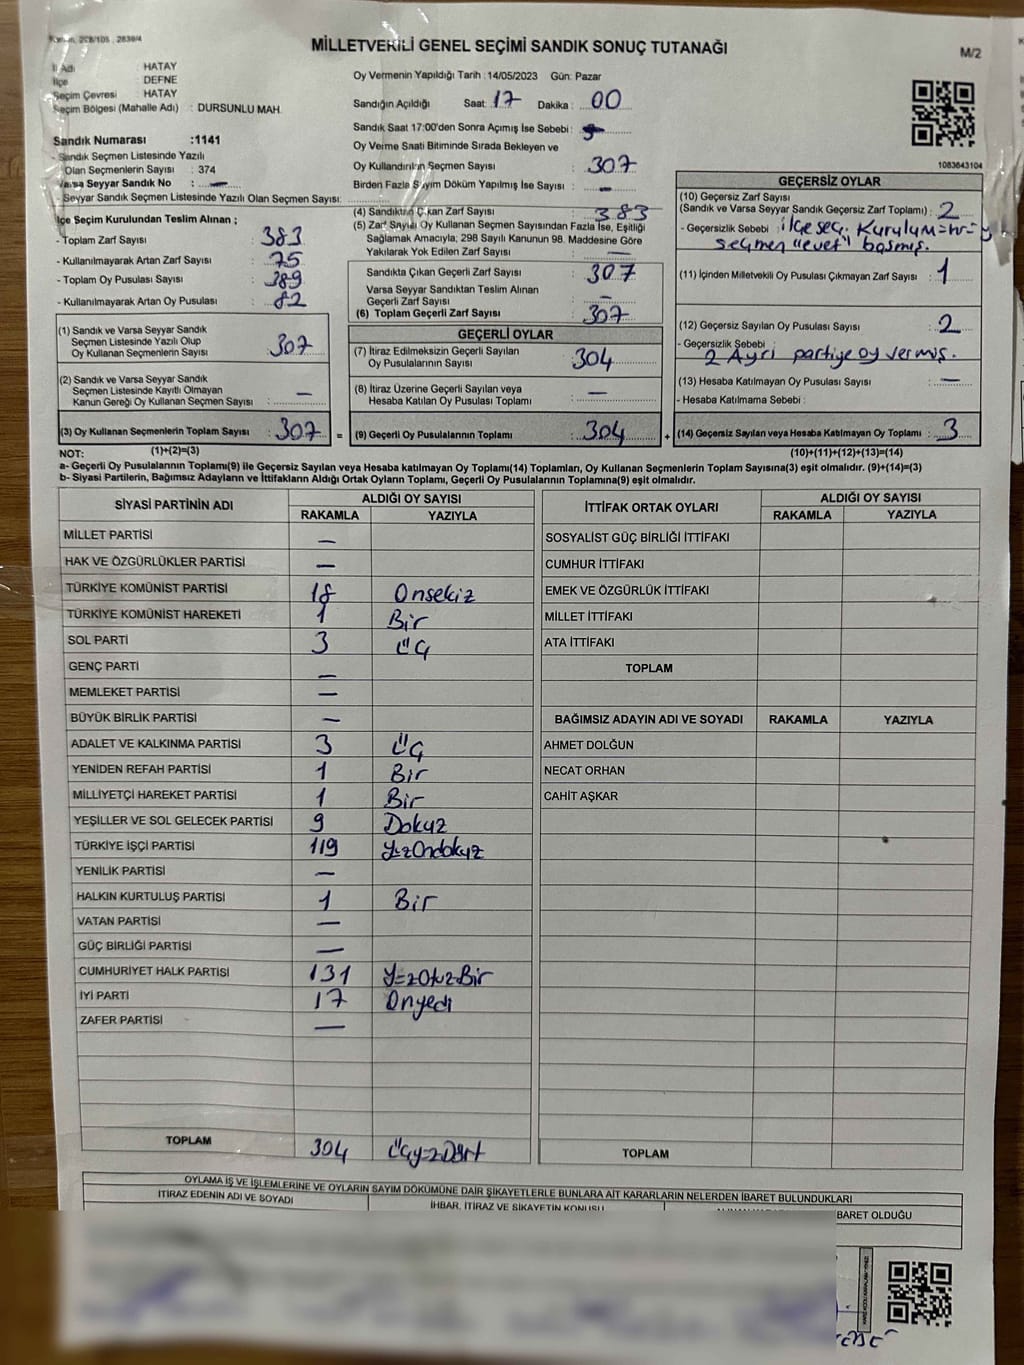 MİLLETVEKİLİ GENEL SEÇİMİ SANDIK SONUÇ TUTANAĞI
M/2
İl Adı HATAY
İlçe DEFNE
Seçim Çevresi HATAY
Seçim Bölgesi (Mahalle Adı) : DURSUNLU MAH.
Sandık Numarası :1141
- Sandık Seçmen Listesinde Yazılı
Olan Seçmenlerin Sayısı : 374
Varsa Seyyar Sandık No : —
- Seyyar Sandık Seçmen Listesinde Yazılı Olan Seçmen Sayısı:
Oy Vermenin Yapıldığı Tarih :14/05/2023 Gün: Pazar
Sandığın Açıldığı Saat: 17 Dakika : 00
Sandık Saat 17:00'den Sonra Açımış İse Sebebi :
Oy Verme Saati Bitiminde Sırada Bekleyen ve
Oy Kullandırılan Seçmen Sayısı : 307
Birden Fazla Sayim Döküm Yapılmış İse Sayısı : —
1083643104
İlçe Seçim Kurulundan Teslim Alınan ;
- Toplam Zarf Sayısı : 383
- Kullanılmayarak Artan Zarf Sayısı : 75
- Toplam Oy Pusulası Sayısı : 389
- Kullanılmayarak Artan Oy Pusulası : 82
(1) Sandık ve Varsa Seyyar Sandık
Seçmen Listesinde Yazılı Olup
Oy Kullanan Seçmenlerin Sayısı : 307
(2) Sandık ve Varsa Seyyar Sandık
Seçmen Listesinde Kayıtlı Olmayan
Kanun Gereği Oy Kullanan Seçmen Sayısı : —
(3) Oy Kullanan Seçmenlerin Toplam Sayısı : 307
(4) Sandıktan Çıkan Zarf Sayısı : 383
(5) Zarf Sayısı Oy Kullanan Seçmen Sayısından Fazla İse, Eşitliği
Sağlamak Amacıyla; 298 Sayılı Kanunun 98. Maddesine Göre
Yakılarak Yok Edilen Zarf Sayısı : —
Sandıkta Çıkan Geçerli Zarf Sayısı : 307
Varsa Seyyar Sandıktan Teslim Alınan
Geçerli Zarf Sayısı : —
(6) Toplam Geçerli Zarf Sayısı : 307
GEÇERLİ OYLAR
(7) İtiraz Edilmeksizin Geçerli Sayılan
Oy Pusulalarının Sayısı : 304
(8) İtiraz Üzerine Geçerli Sayılan veya
Hesaba Katılan Oy Pusulası Toplamı : —
= (9) Geçerli Oy Pusulalarının Toplamı : 304
GEÇERSİZ OYLAR
(10) Geçersiz Zarf Sayısı
(Sandık ve Varsa Seyyar Sandık Geçersiz Zarf Toplamı) : 2
- Geçersizlik Sebebi :
seçmen "evet" basmış.
(11) İçinden Milletvekili Oy Pusulası Çıkmayan Zarf Sayısı : 1
(12) Geçersiz Sayılan Oy Pusulası Sayısı : 2
- Geçersizlik Sebebi :
2 Ayrı partiye oy vermiş.
(13) Hesaba Katılmayan Oy Pusulası Sayısı : —
- Hesaba Katılmama Sebebi :
+ (14) Geçersiz Sayılan veya Hesaba Katılmayan Oy Toplamı : 3
NOT: (1)+(2)=(3) (10)+(11)+(12)+(13)=(14)
a- Geçerli Oy Pusulalarının Toplamı(9) ile Geçersiz Sayılan veya Hesaba katılmayan Oy Toplamı(14) Toplamları, Oy Kullanan Seçmenlerin Toplam Sayısına(3) eşit olmalıdır. (9)+(14)=(3)
b- Siyasi Partilerin, Bağımsız Adayların ve İttifakların Aldığı Ortak Oyların Toplamı, Geçerli Oy Pusulalarının Toplamına(9) eşit olmalıdır.
SİYASİ PARTİNİN ADI ALDIĞI OY SAYISI
RAKAMLA YAZIYLA
MİLLET PARTİSİ —
HAK VE ÖZGÜRLÜKLER PARTİSİ —
TÜRKİYE KOMÜNİST PARTİSİ 18 Onsekiz
TÜRKİYE KOMÜNİST HAREKETİ 1 Bir
SOL PARTİ 3 Üç
GENÇ PARTİ —
MEMLEKET PARTİSİ —
BÜYÜK BİRLİK PARTİSİ —
ADALET VE KALKINMA PARTİSİ 3 Üç
YENİDEN REFAH PARTİSİ 1 Bir
MİLLİYETÇİ HAREKET PARTİSİ 1 Bir
YEŞİLLER VE SOL GELECEK PARTİSİ 9 Dokuz
TÜRKİYE İŞÇİ PARTİSİ 119 YüzOndokuz
YENİLİK PARTİSİ —
HALKIN KURTULUŞ PARTİSİ 1 Bir
VATAN PARTİSİ —
GÜÇ BİRLİĞİ PARTİSİ —
CUMHURİYET HALK PARTİSİ 131 YüzOtuzBir
İYİ PARTİ 17 Onyedi
ZAFER PARTİSİ —
TOPLAM 304 ÜçyüzDört
İTTİFAK ORTAK OYLARI ALDIĞI OY SAYISI
RAKAMLA YAZIYLA
SOSYALİST GÜÇ BİRLİĞİ İTTİFAKI
CUMHUR İTTİFAKI
EMEK VE ÖZGÜRLÜK İTTİFAKI
MİLLET İTTİFAKI
ATA İTTİFAKI
TOPLAM
BAĞIMSIZ ADAYIN ADI VE SOYADI RAKAMLA YAZIYLA
AHMET DOLĞUN
NECAT ORHAN
CAHİT AŞKAR
TOPLAM
OYLAMA İŞ VE İŞLEMLERİNE VE OYLARIN SAYIM DÖKÜMÜNE DAİR ŞİKAYETLERLE BUNLARA AİT KARARLARIN NELERDEN İBARET BULUNDUKLARI
İTİRAZ EDENİN ADI VE SOYADI
İHBAR, İTİRAZ VE ŞİKAYETİN KONUSU
BARET OLDUĞU